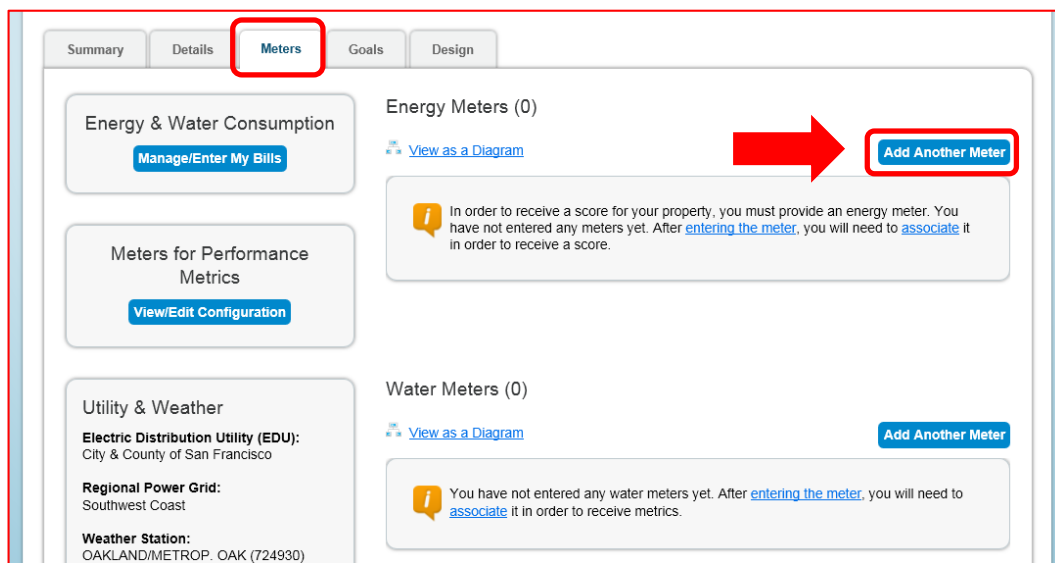 Summary
Details
Meters
Goals
Design
Energy & Water Consumption
Manage/Enter My Bills
Meters for Performance
Metrics
View/Edit Configuration
Utility & Weather
Electric Distribution Utility (EDU):
City & County of San Francisco
Regional Power Grid:
Southwest Coast
Weather Station:
OAKLAND/METROP. OAK (724930)
Energy Meters (0)
View as a Diagram
Add Another Meter
In order to receive a score for your property, you must provide an energy meter. You
have not entered any meters yet. After entering the meter, you will need to associate it
in order to receive a score.
Water Meters (0)
View as a Diagram
Add Another Meter
You have not entered any water meters yet. After entering the meter, you will need to
associate it in order to receive metrics.